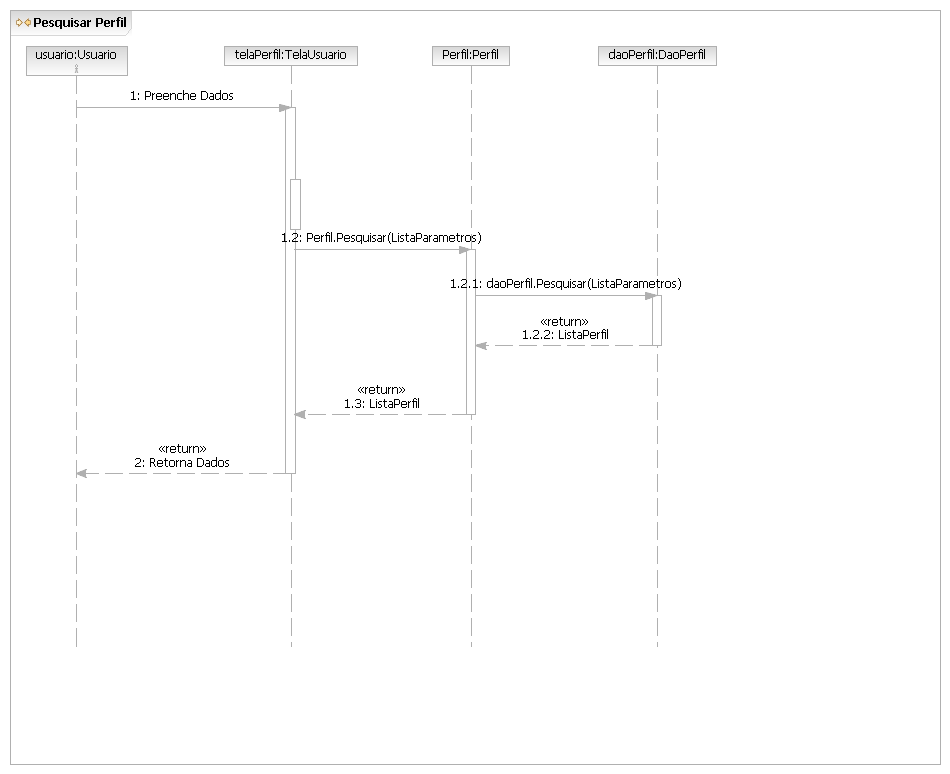 Pesquisar Perfil
usuario:Usuario
telaPerfil:TelaUsuario
Perfil:Perfil
daoPerfil:DaoPerfil
1: Preenche Dados
1.2: Perfil.Pesquisar(ListaParametros)
1.2.1: daoPerfil.Pesquisar(ListaParametros)
«return»
1.2.2: ListaPerfil
«return»
1.3: ListaPerfil
«return»
2: Retorna Dados